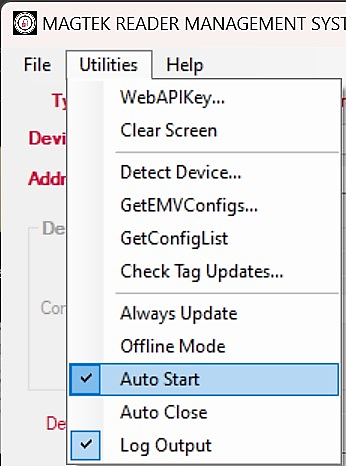 MAGTEK READER MANAGEMENT SYST
File Utilities Help
WebAPIKey...
Clear Screen
Devi
Detect Device...
Addr
GetEMVConfigs...
De
GetConfigList
Check Tag Updates...
Con
Always Update
Offline Mode
Auto Start
Auto Close
De
Log Output